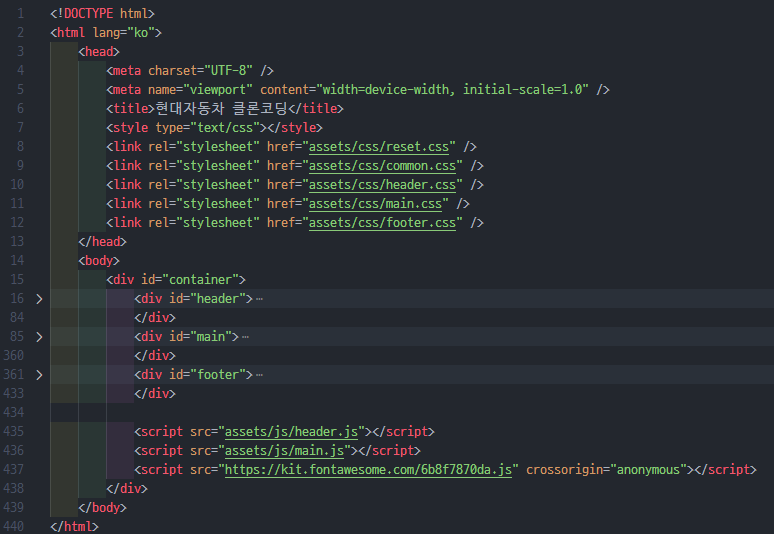 1 <!DOCTYPE html>
2 <html lang="ko">
3 <head>
4 <meta charset="UTF-8" />
5 <meta name="viewport" content="width=device-width, initial-scale=1.0" />
6 <title>현대자동차 클론코딩</title>
7 <style type="text/css"></style>
8 <link rel="stylesheet" href="assets/css/reset.css" />
9 <link rel="stylesheet" href="assets/css/common.css" />
10 <link rel="stylesheet" href="assets/css/header.css" />
11 <link rel="stylesheet" href="assets/css/main.css" />
12 <link rel="stylesheet" href="assets/css/footer.css" />
13 </head>
14 <body>
15 <div id="container">
16 > <div id="header">⋯
84 </div>
85 > <div id="main">⋯
360 </div>
361 > <div id="footer">⋯
433 </div>
434
435 <script src="assets/js/header.js"></script>
436 <script src="assets/js/main.js"></script>
437 <script src="https://kit.fontawesome.com/6b8f7870da.js" crossorigin="anonymous"></script>
438 </div>
439 </body>
440 </html>